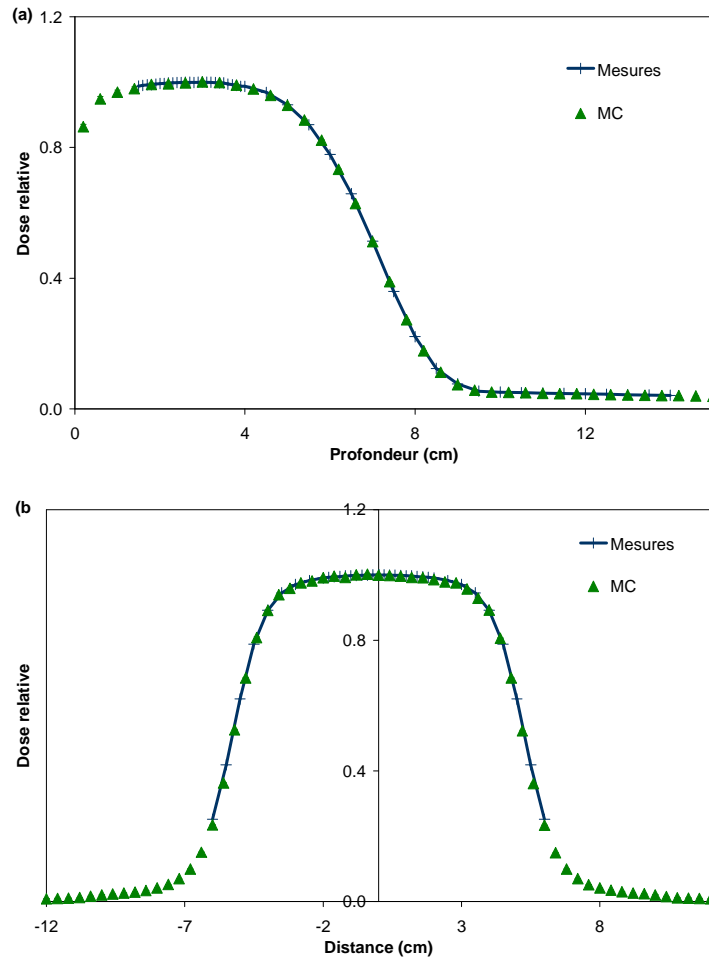 (a)
1.2
Mesures
MC
0.8
Dose relative
0.4
0.0
0 4 8 12
Profondeur (cm)
(b)
1.2
Mesures
MC
0.8
Dose relative
0.4
0.0
-12 -7 -2 3 8
Distance (cm)